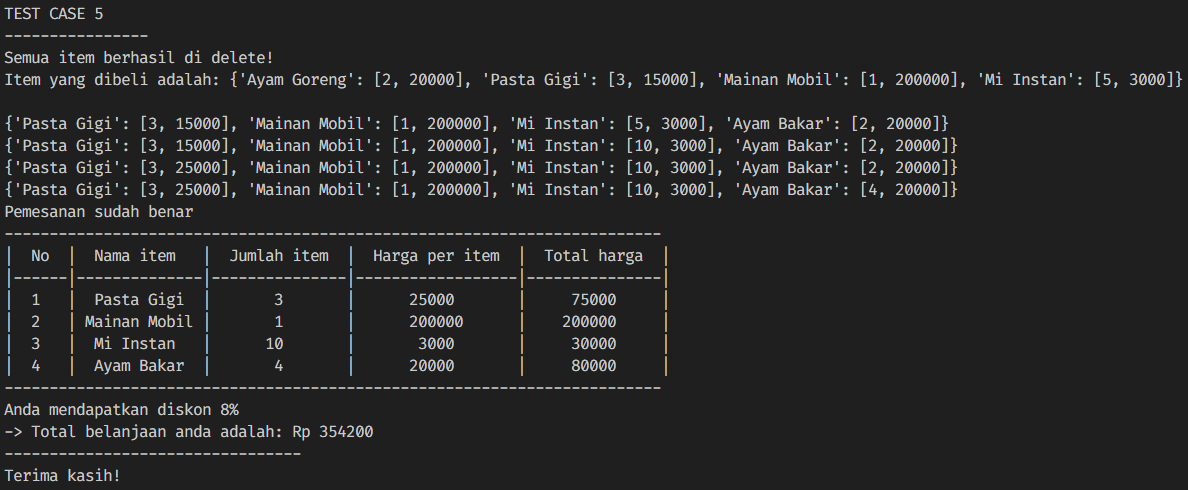 TEST CASE 5
----------------
Semua item berhasil di delete!
Item yang dibeli adalah: {'Ayam Goreng': [2, 20000], 'Pasta Gigi': [3, 15000], 'Mainan Mobil': [1, 200000], 'Mi Instan': [5, 3000]}
{'Pasta Gigi': [3, 15000], 'Mainan Mobil': [1, 200000], 'Mi Instan': [5, 3000], 'Ayam Bakar': [2, 20000]}
{'Pasta Gigi': [3, 15000], 'Mainan Mobil': [1, 200000], 'Mi Instan': [10, 3000], 'Ayam Bakar': [2, 20000]}
{'Pasta Gigi': [3, 25000], 'Mainan Mobil': [1, 200000], 'Mi Instan': [10, 3000], 'Ayam Bakar': [2, 20000]}
{'Pasta Gigi': [3, 25000], 'Mainan Mobil': [1, 200000], 'Mi Instan': [10, 3000], 'Ayam Bakar': [4, 20000]}
Pemesanan sudah benar
-------------------------------------------------------------------------
|  No  |  Nama item   |  Jumlah item  |  Harga per item  |  Total harga  |
|------|--------------|---------------|------------------|---------------|
|  1   |  Pasta Gigi  |       3       |      25000       |     75000     |
|  2   | Mainan Mobil |       1       |      200000      |    200000     |
|  3   |  Mi Instan   |      10       |       3000       |     30000     |
|  4   |  Ayam Bakar  |       4       |      20000       |     80000     |
-------------------------------------------------------------------------
Anda mendapatkan diskon 8%
-> Total belanjaan anda adalah: Rp 354200
---------------------------------
Terima kasih!